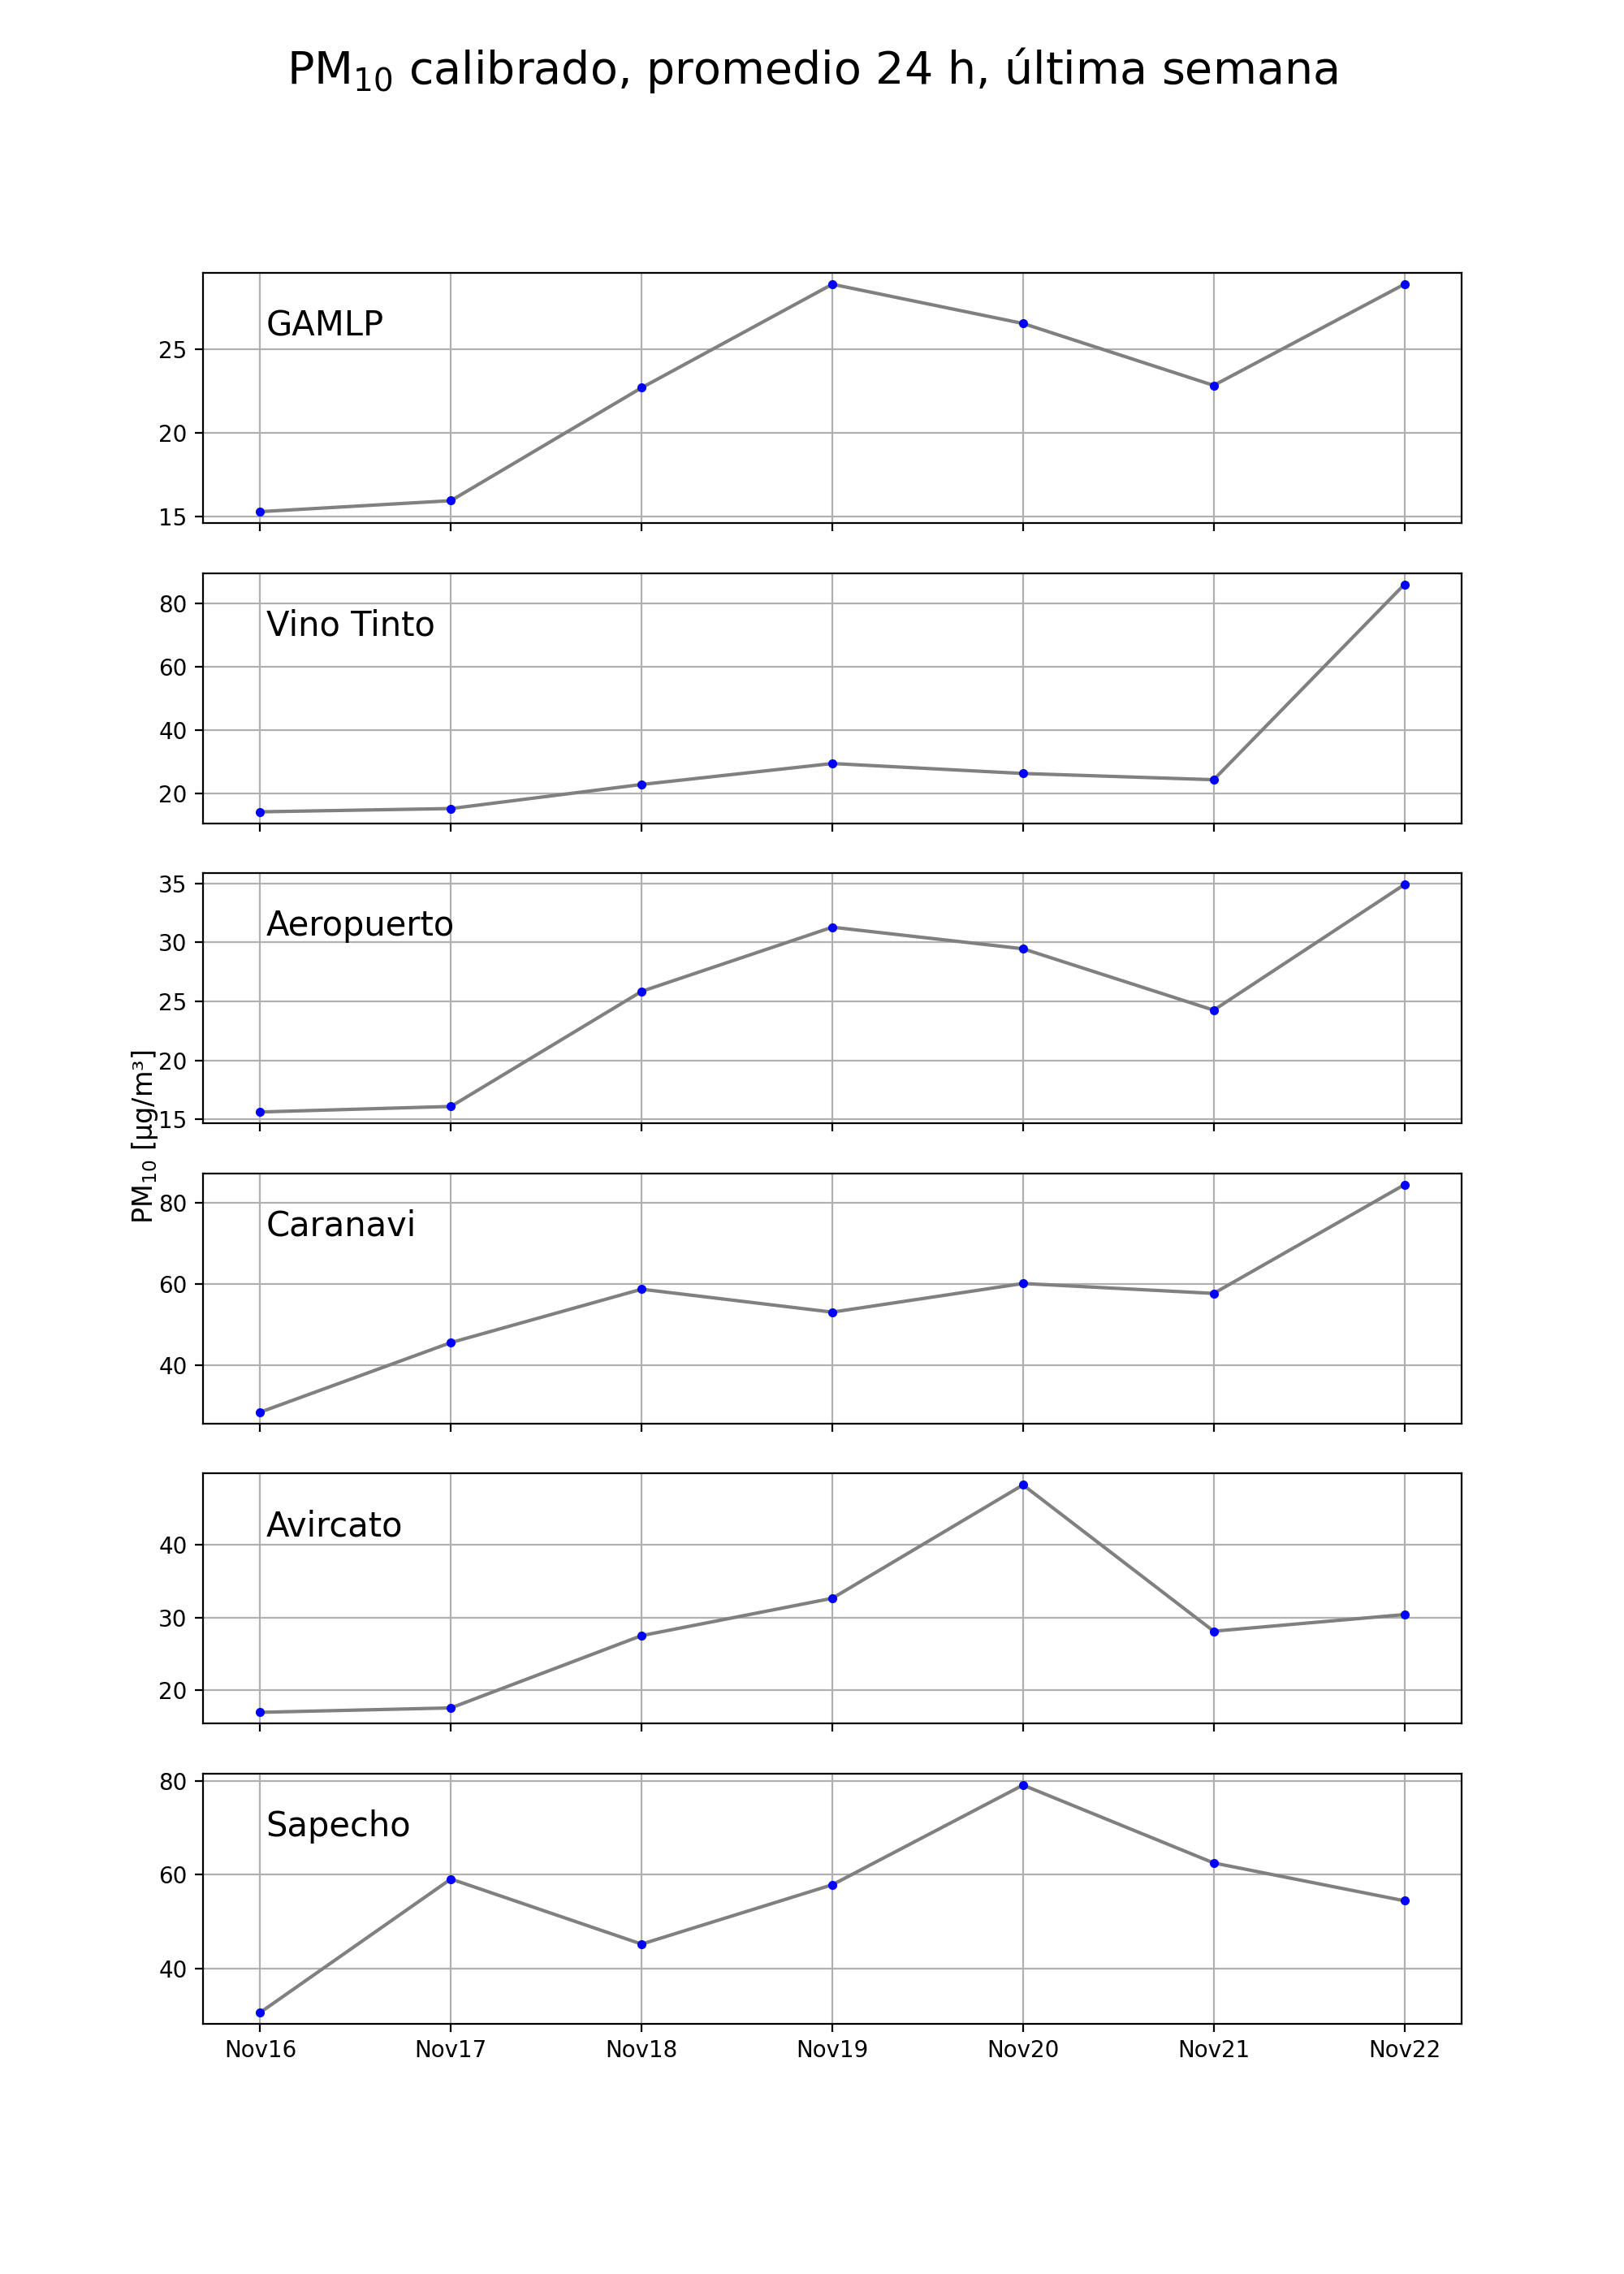 PM₁₀ calibrado, promedio 24 h, última semana
GAMLP
25
20
15
Vino Tinto
80
60
40
20
Aeropuerto
35
30
25
20
15
PM₁₀ [µg/m³]
Caranavi
80
60
40
Avircato
40
30
20
Sapecho
80
60
40
Nov16 Nov17 Nov18 Nov19 Nov20 Nov21 Nov22